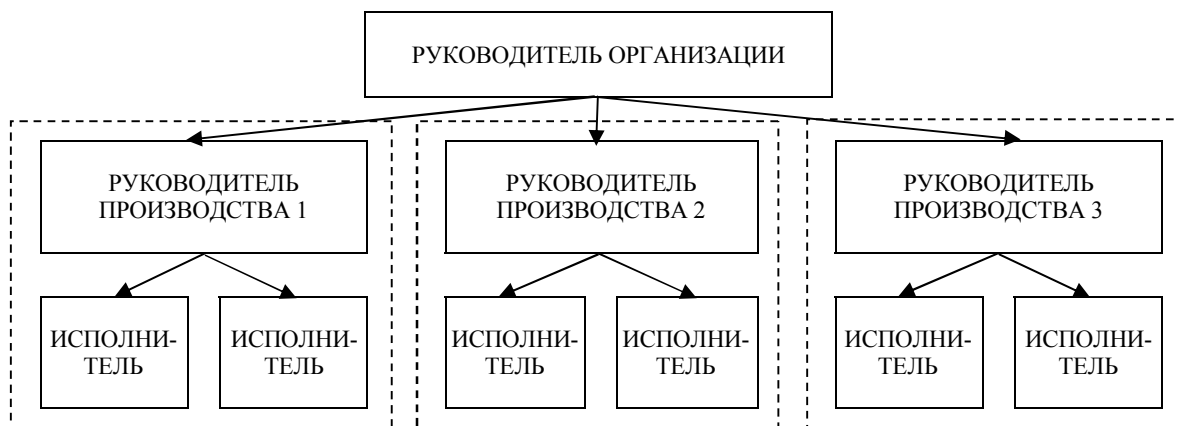 РУКОВОДИТЕЛЬ ОРГАНИЗАЦИИ
РУКОВОДИТЕЛЬ
ПРОИЗВОДСТВА 1
РУКОВОДИТЕЛЬ
ПРОИЗВОДСТВА 2
РУКОВОДИТЕЛЬ
ПРОИЗВОДСТВА 3
ИСПОЛНИ-
ТЕЛЬ
ИСПОЛНИ-
ТЕЛЬ
ИСПОЛНИ-
ТЕЛЬ
ИСПОЛНИ-
ТЕЛЬ
ИСПОЛНИ-
ТЕЛЬ
ИСПОЛНИ-
ТЕЛЬ